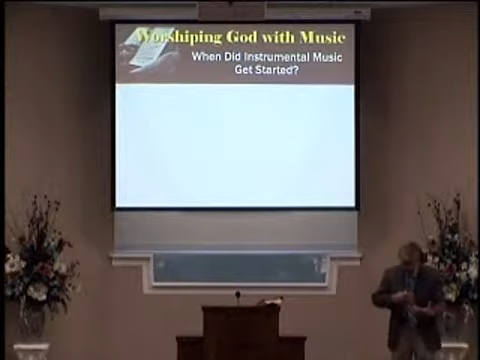 Worshiping God with Music
When Did Instrumental Music
Get Started?